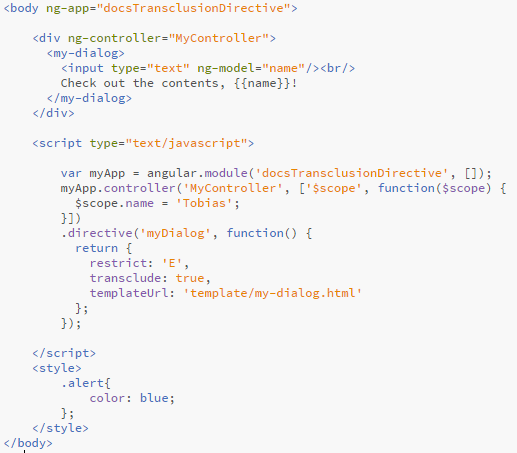 <body ng-app="docsTransclusionDirective">
<div ng-controller="MyController">
<my-dialog>
<input type="text" ng-model="name"/><br/>
Check out the contents, {{name}}!
</my-dialog>
</div>
<script type="text/javascript">
var myApp = angular.module('docsTransclusionDirective', []);
myApp.controller('MyController', ['$scope', function($scope) {
$scope.name = 'Tobias';
}])
.directive('myDialog', function() {
return {
restrict: 'E',
transclude: true,
templateUrl: 'template/my-dialog.html'
};
});
</script>
<style>
.alert{
color: blue;
};
</style>
</body>